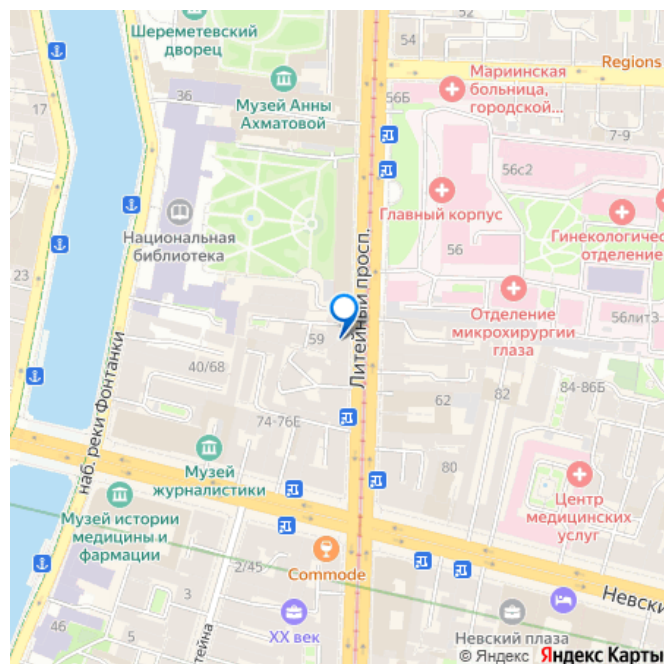 Шереметевский
дворец
54
Regions
Мариинская
больница,
городской...
17
36
56Б
Музей Анны
Ахматовой
7-9
56с2
Главный корпус
Национальная
библиотека
Гинекологичес
отделение
56
23
Литейный просп.
Отделение
микрохирургии
глаза
56лит3
59
наб. реки Фонтанки
40/68
84-86Б
82
62
74-76Е
80
Музей
журналистики
Центр
медицинских
услуг
Музей истории
медицины и
фармации
Commode
2/45
Невски
5
3
46
XX век
Невский плаза
тейна
© Яндекс Яндекс Карты